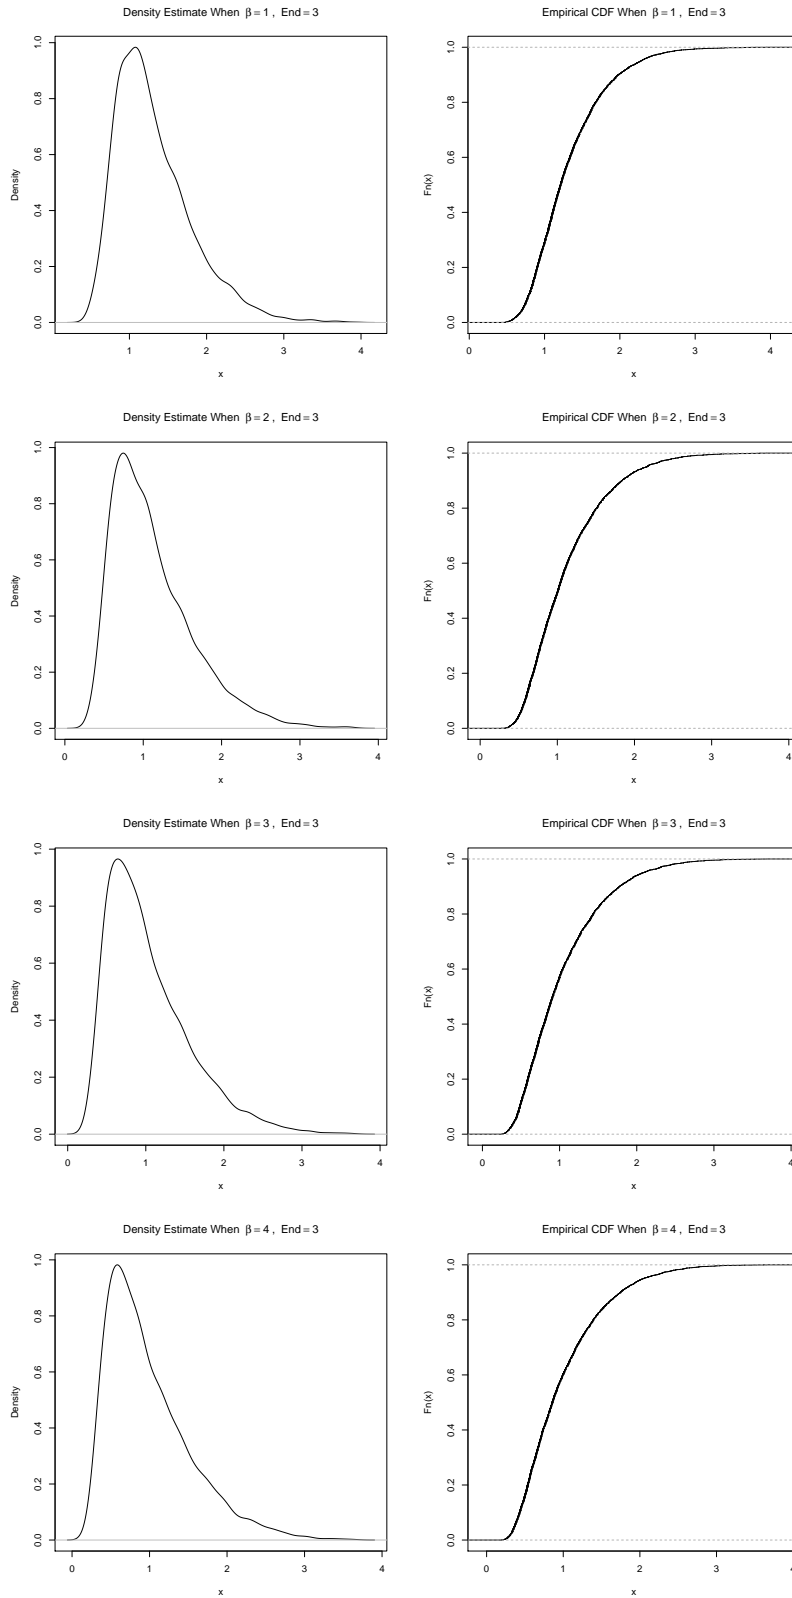 Density Estimate When β = 1 , End = 3
Density
0.0 0.2 0.4 0.6 0.8 1.0
1 2 3 4
x
Empirical CDF When β = 1 , End = 3
Fn(x)
0.0 0.2 0.4 0.6 0.8 1.0
0 1 2 3 4
x
Density Estimate When β = 2 , End = 3
Density
0.0 0.2 0.4 0.6 0.8 1.0
0 1 2 3 4
x
Empirical CDF When β = 2 , End = 3
Fn(x)
0.0 0.2 0.4 0.6 0.8 1.0
0 1 2 3 4
x
Density Estimate When β = 3 , End = 3
Density
0.0 0.2 0.4 0.6 0.8 1.0
0 1 2 3 4
x
Empirical CDF When β = 3 , End = 3
Fn(x)
0.0 0.2 0.4 0.6 0.8 1.0
0 1 2 3 4
x
Density Estimate When β = 4 , End = 3
Density
0.0 0.2 0.4 0.6 0.8 1.0
0 1 2 3 4
x
Empirical CDF When β = 4 , End = 3
Fn(x)
0.0 0.2 0.4 0.6 0.8 1.0
0 1 2 3 4
x